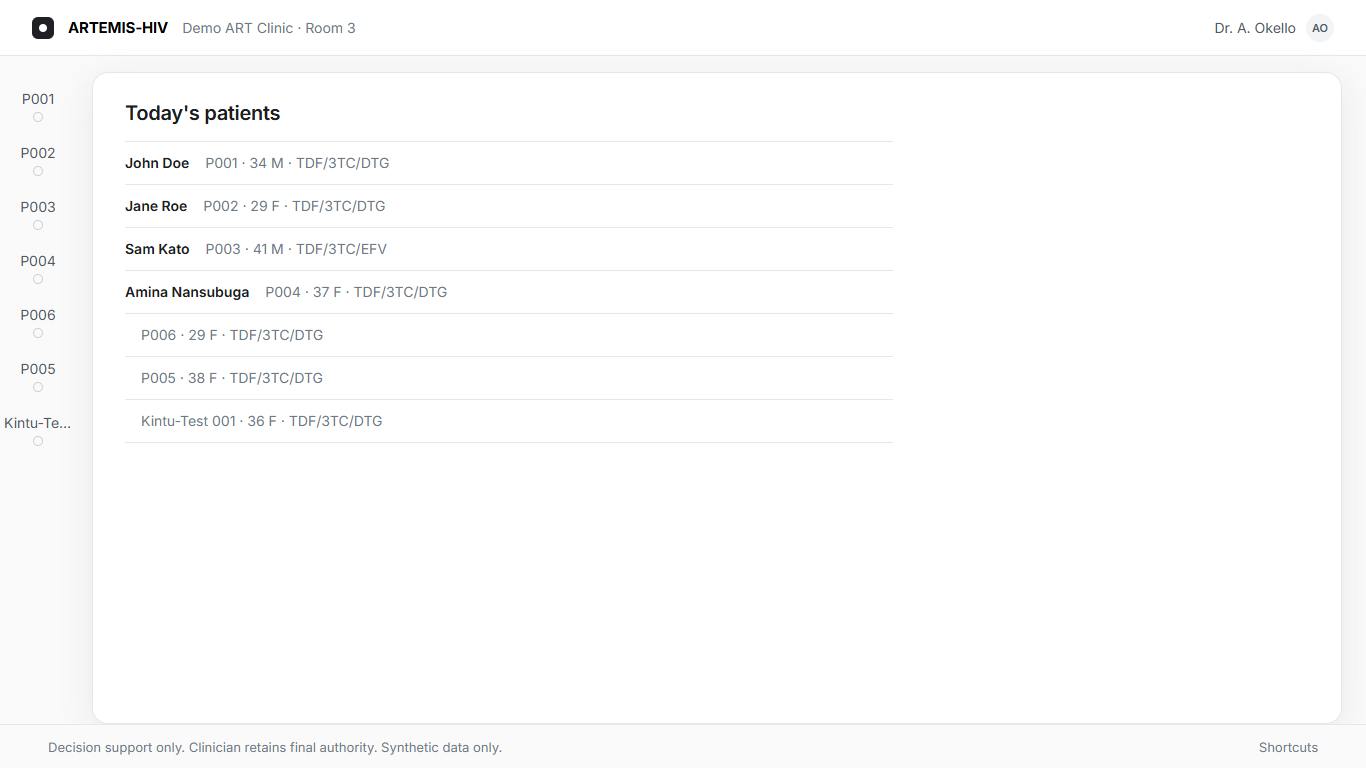 ARTEMIS-HIV Demo ART Clinic · Room 3
Dr. A. Okello AO
P001
P002
P003
P004
P006
P005
Kintu-Te...
Today's patients
John Doe P001 · 34 M · TDF/3TC/DTG
Jane Roe P002 · 29 F · TDF/3TC/DTG
Sam Kato P003 · 41 M · TDF/3TC/EFV
Amina Nansubuga P004 · 37 F · TDF/3TC/DTG
P006 · 29 F · TDF/3TC/DTG
P005 · 38 F · TDF/3TC/DTG
Kintu-Test 001 · 36 F · TDF/3TC/DTG
Decision support only. Clinician retains final authority. Synthetic data only.
Shortcuts